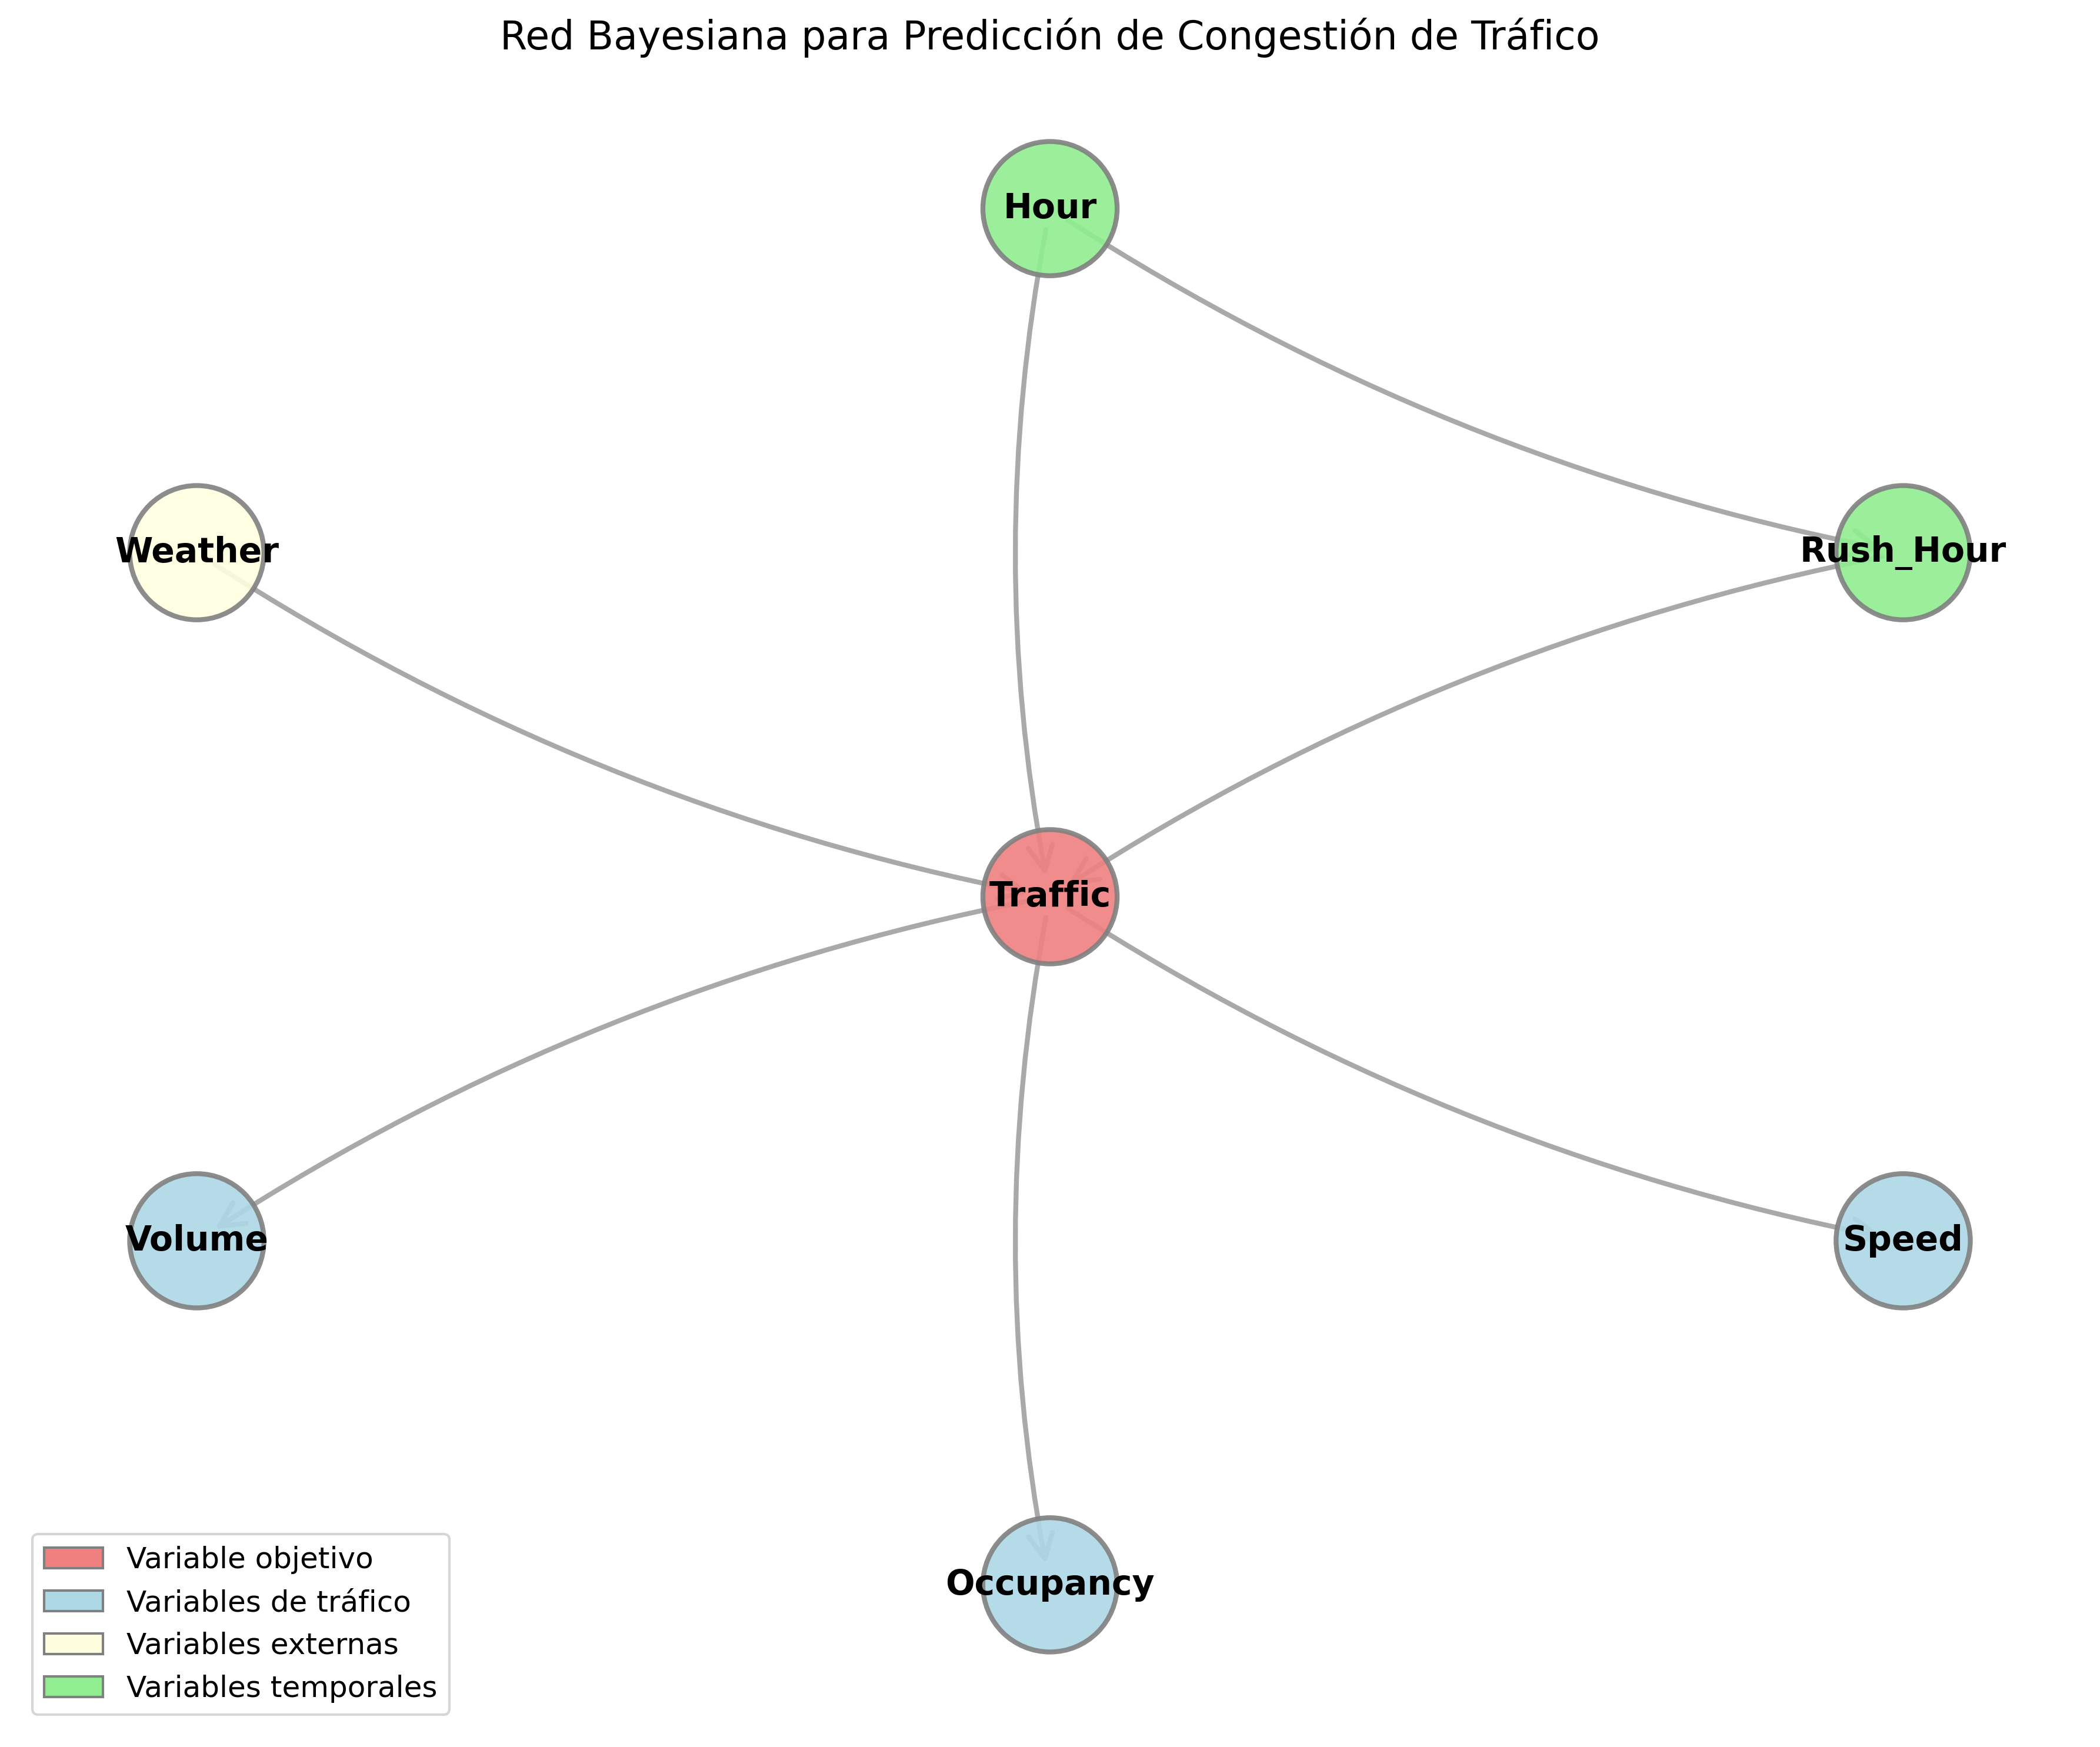 Red Bayesiana para Predicción de Congestión de Tráfico
Hour
Weather
Rush_Hour
Traffic
Volume
Speed
Occupancy
Variable objetivo
Variables de tráfico
Variables externas
Variables temporales